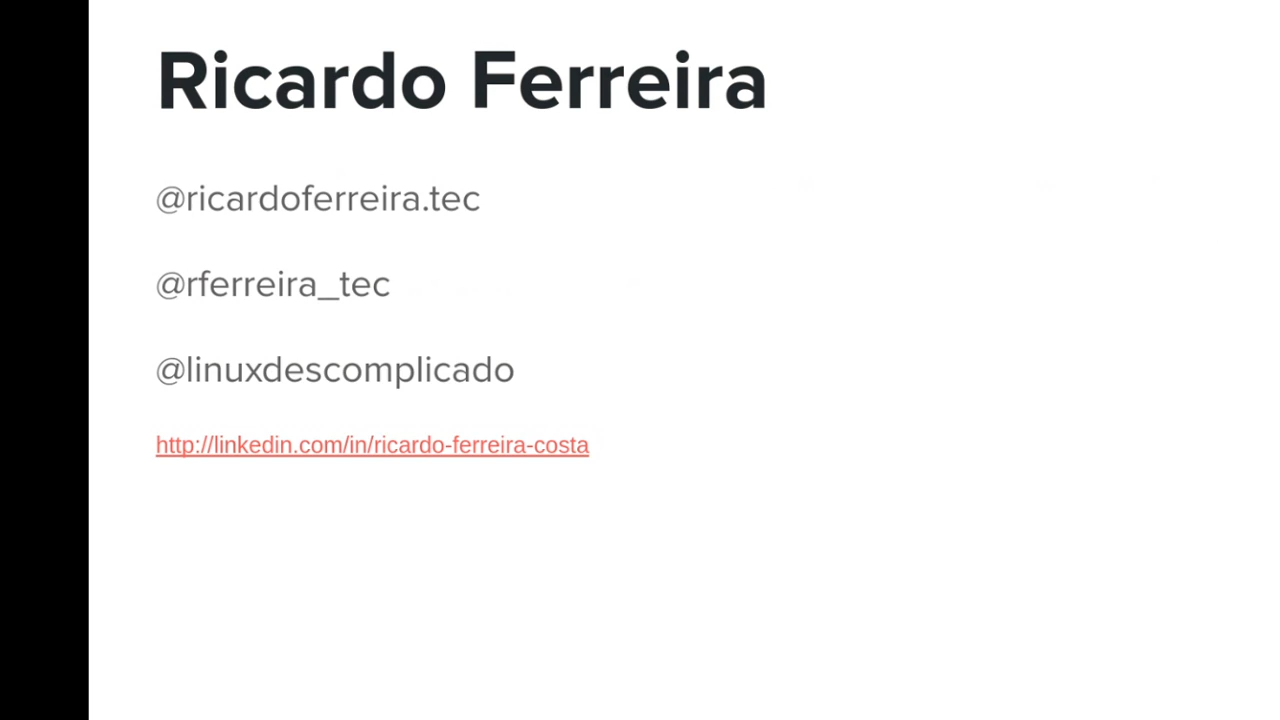 Ricardo Ferreira
@ricardoferreira.tec
@rferreira_tec
@linuxdescomplicado
http://linkedin.com/in/ricardo-ferreira-costa